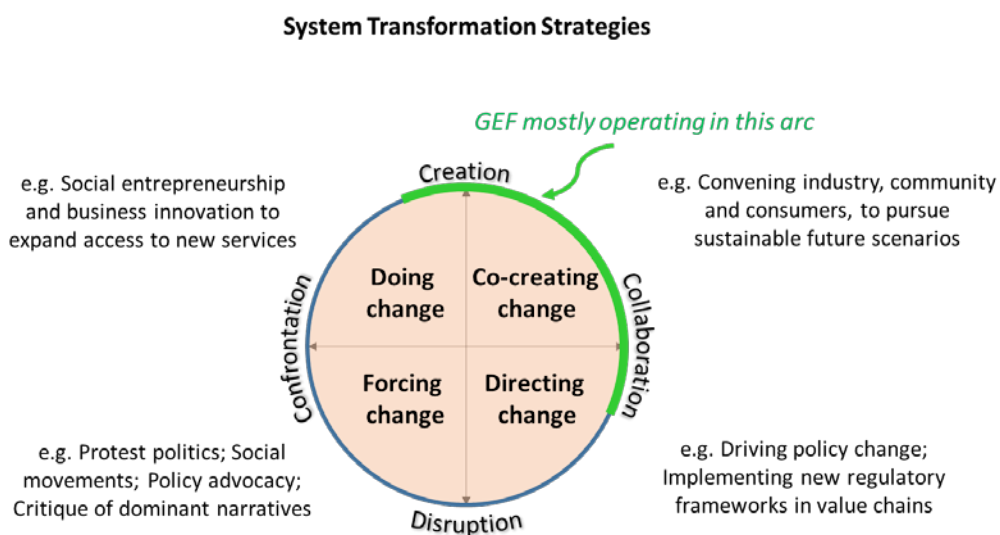 System Transformation Strategies
GEF mostly operating in this arc
Creation
e.g. Social entrepreneurship
and business innovation to
expand access to new services
e.g. Convening industry, community
and consumers, to pursue
sustainable future scenarios
Doing
change
Co-creating
change
Confrontation
Collaboration
Forcing
change
Directing
change
e.g. Protest politics; Social
movements; Policy advocacy;
Critique of dominant narratives
e.g. Driving policy change;
Implementing new regulatory
frameworks in value chains
Disruption